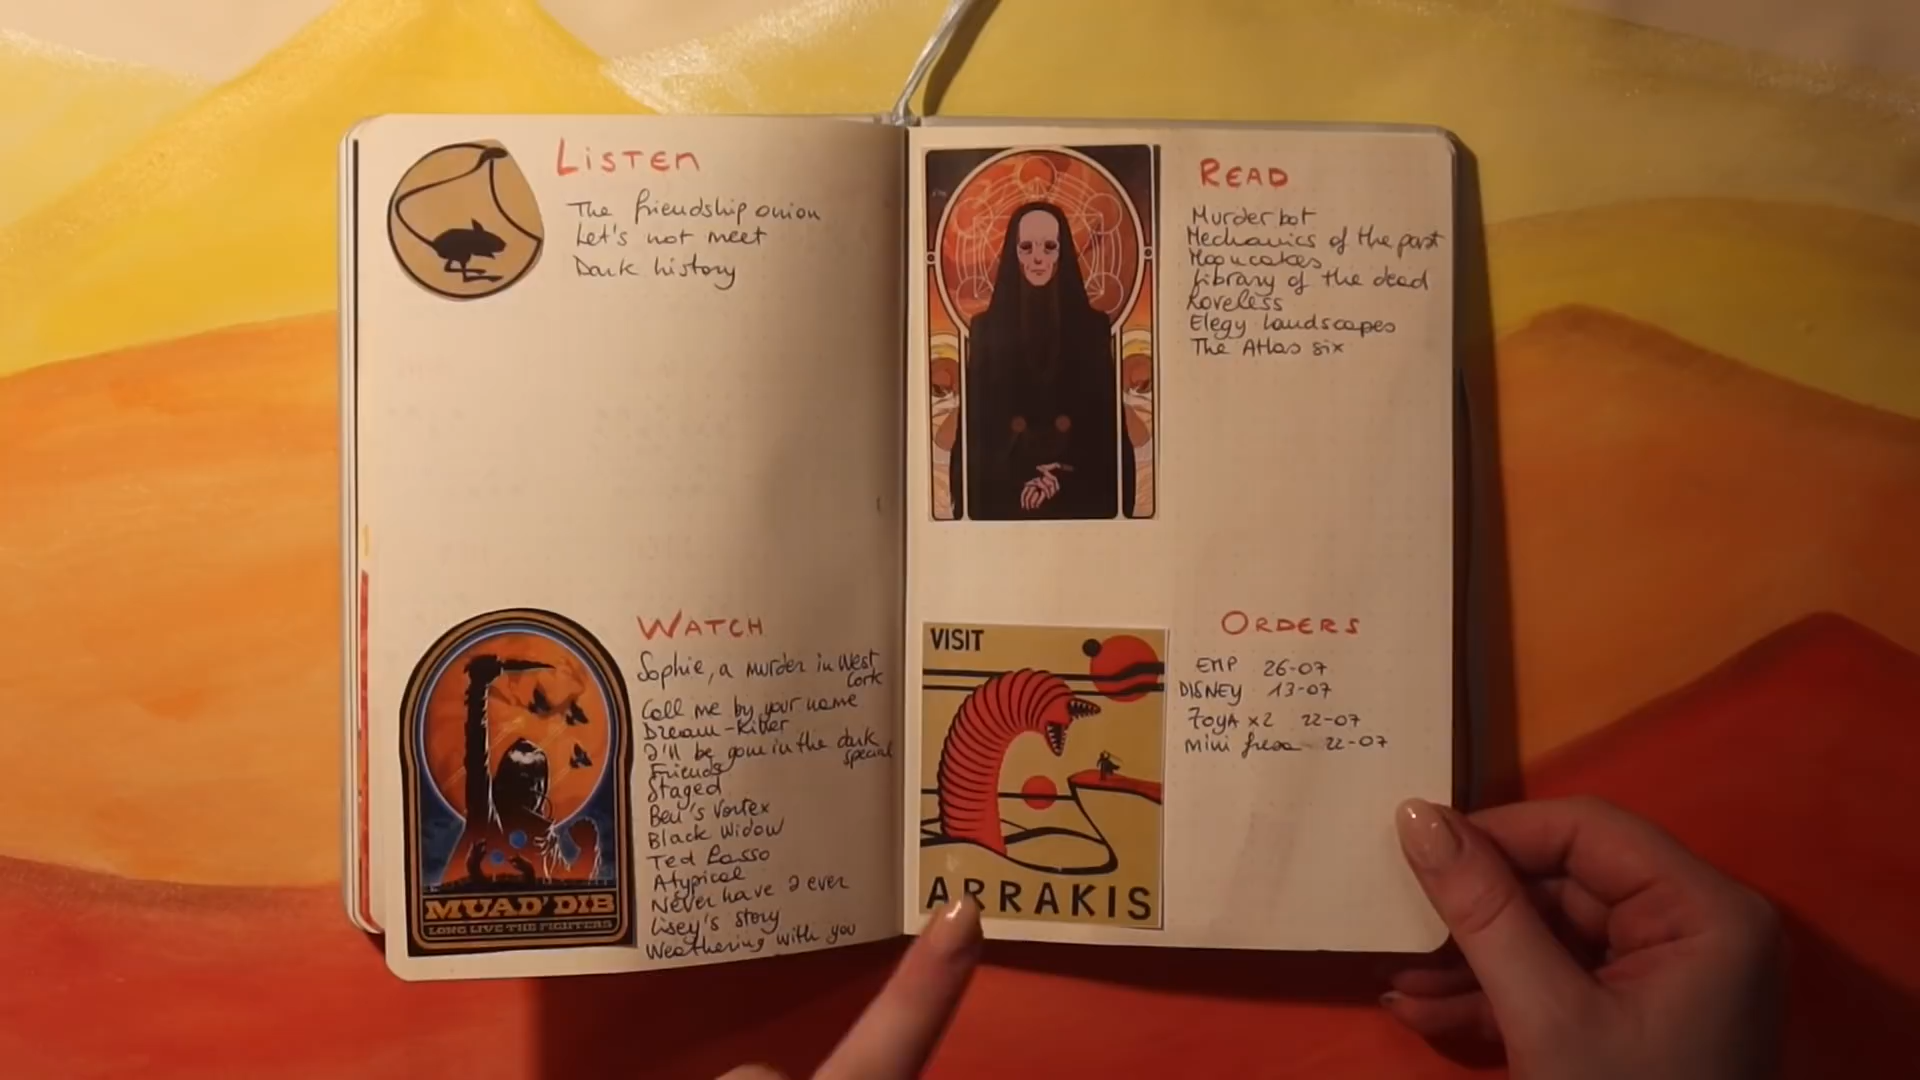 LISTEN
The friendship onion
Let's not meet
Dark history
WATCH
Sophie, a murder in West
Cork
Call me by your name
Dream-Killer
I'll be gone in the dark
special
Friends
Staged
Ben's Vortex
Black Widow
Ted Lasso
Atypical
Never have I ever
Lisey's story
Weathering with you
MUAD'DIB
LONG LIVE THE FIGHTERS
READ
Murderbot
Mechanics of the past
Mooncakes
Library of the dead
Loveless
Elegy landscapes
The Atlas six
VISIT
ARRAKIS
ORDERS
EMP 26-07
DISNEY 13-07
x2 22-07
Mini 22-07